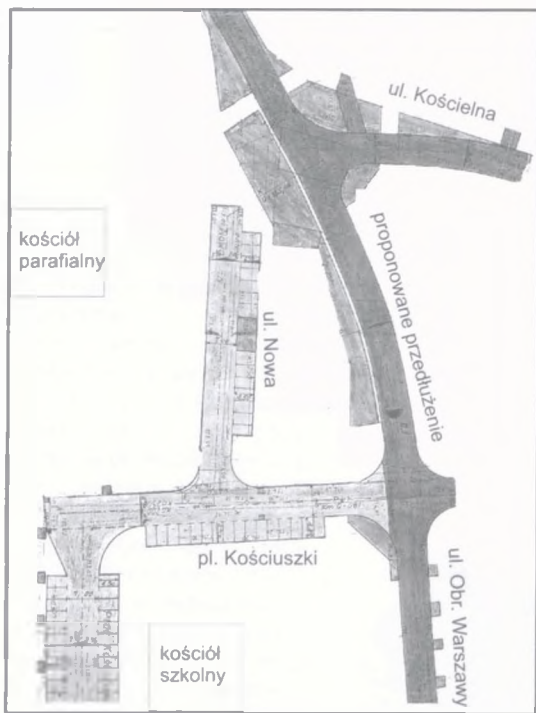 ul. Kościelna
kościół
parafialny
proponowane przedłużenie
ul. Nowa
pl. Kościuszki
ul. Obr. Warszawy
kościół
szkolny